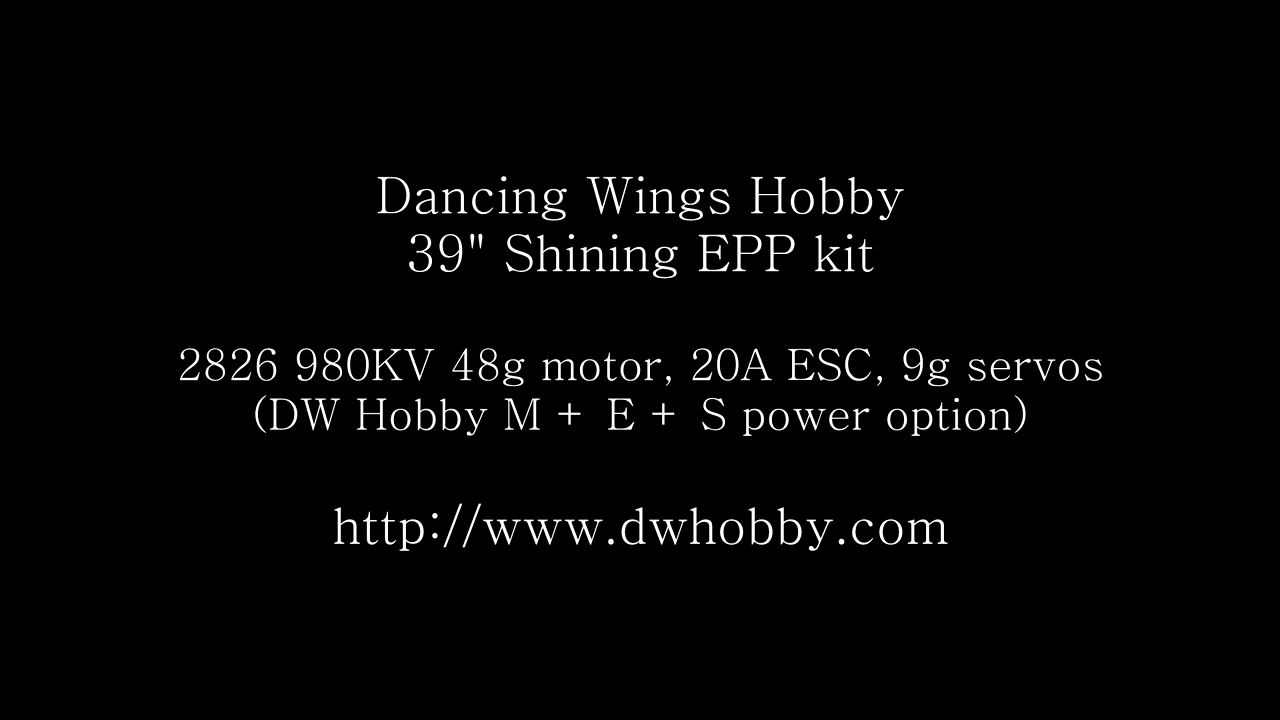 Dancing Wings Hobby
39" Shining EPP kit
2826 980KV 48g motor, 20A ESC, 9g servos
(DW Hobby M + E + S power option)
http://www.dwhobby.com